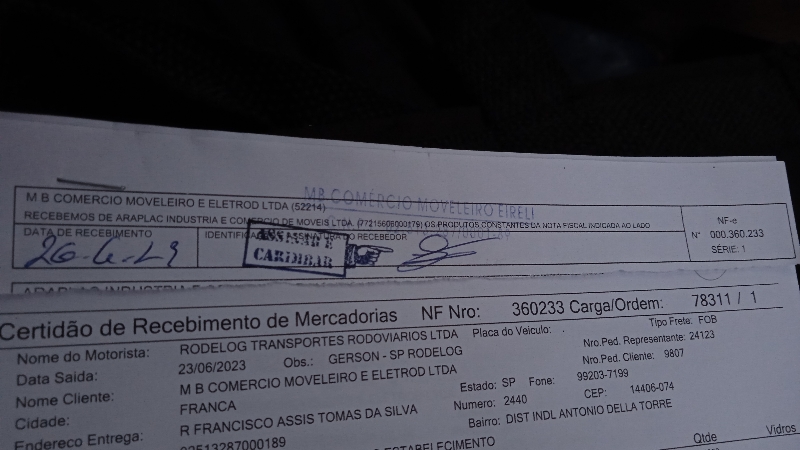 MB COMÉRCIO MOVELEIRO EIRELI
M B COMERCIO MOVELEIRO E ELETROD LTDA (52214)
RECEBEMOS DE ARAPLAC INDUSTRIA E COMERCIO DE MOVEIS LTDA. (77215606000179) OS PRODUTOS CONSTANTES DA NOTA FISCAL INDICADA AO LADO
NF-e
N° 000.360.233
SÉRIE: 1
DATA DE RECEBIMENTO
ASSINATURA DO RECEBEDOR
ASSINAR E
CARIMBAR
Certidão de Recebimento de Mercadorias NF Nro: 360233 Carga/Ordem: 78311 / 1
Nome do Motorista: RODELOG TRANSPORTES RODOVIARIOS LTDA Placa do Veiculo: . Tipo Frete: FOB
Data Saida: 23/06/2023 Obs.: GERSON - SP RODELOG Nro.Ped. Representante: 24123
Nome Cliente: M B COMERCIO MOVELEIRO E ELETROD LTDA Nro.Ped. Cliente: 9807
Cidade: FRANCA Estado: SP Fone: 99203-7199
Endereco Entrega: R FRANCISCO ASSIS TOMAS DA SILVA Numero: 2440 CEP: 14406-074
Bairro: DIST INDL ANTONIO DELLA TORRE
ESTABELECIMENTO
Qtde Vidros